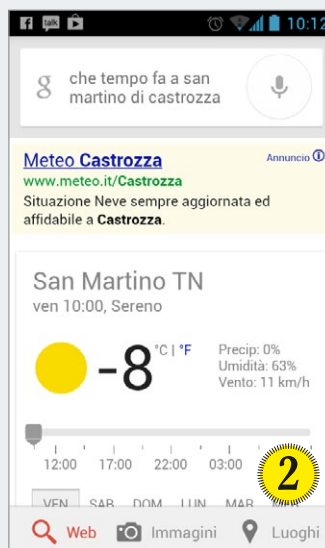 talk
10:12
g che tempo fa a san
martino di castrozza
Meteo Castrozza
Annuncio
www.meteo.it/Castrozza
Situazione Neve sempre aggiornata ed
affidabile a Castrozza.
San Martino TN
ven 10:00, Sereno
-8 °C | °F
Precip: 0%
Umidità: 63%
Vento: 11 km/h
12:00 17:00 22:00 03:00
2
VEN SAB DOM LUN MAR
Web Immagini Luoghi